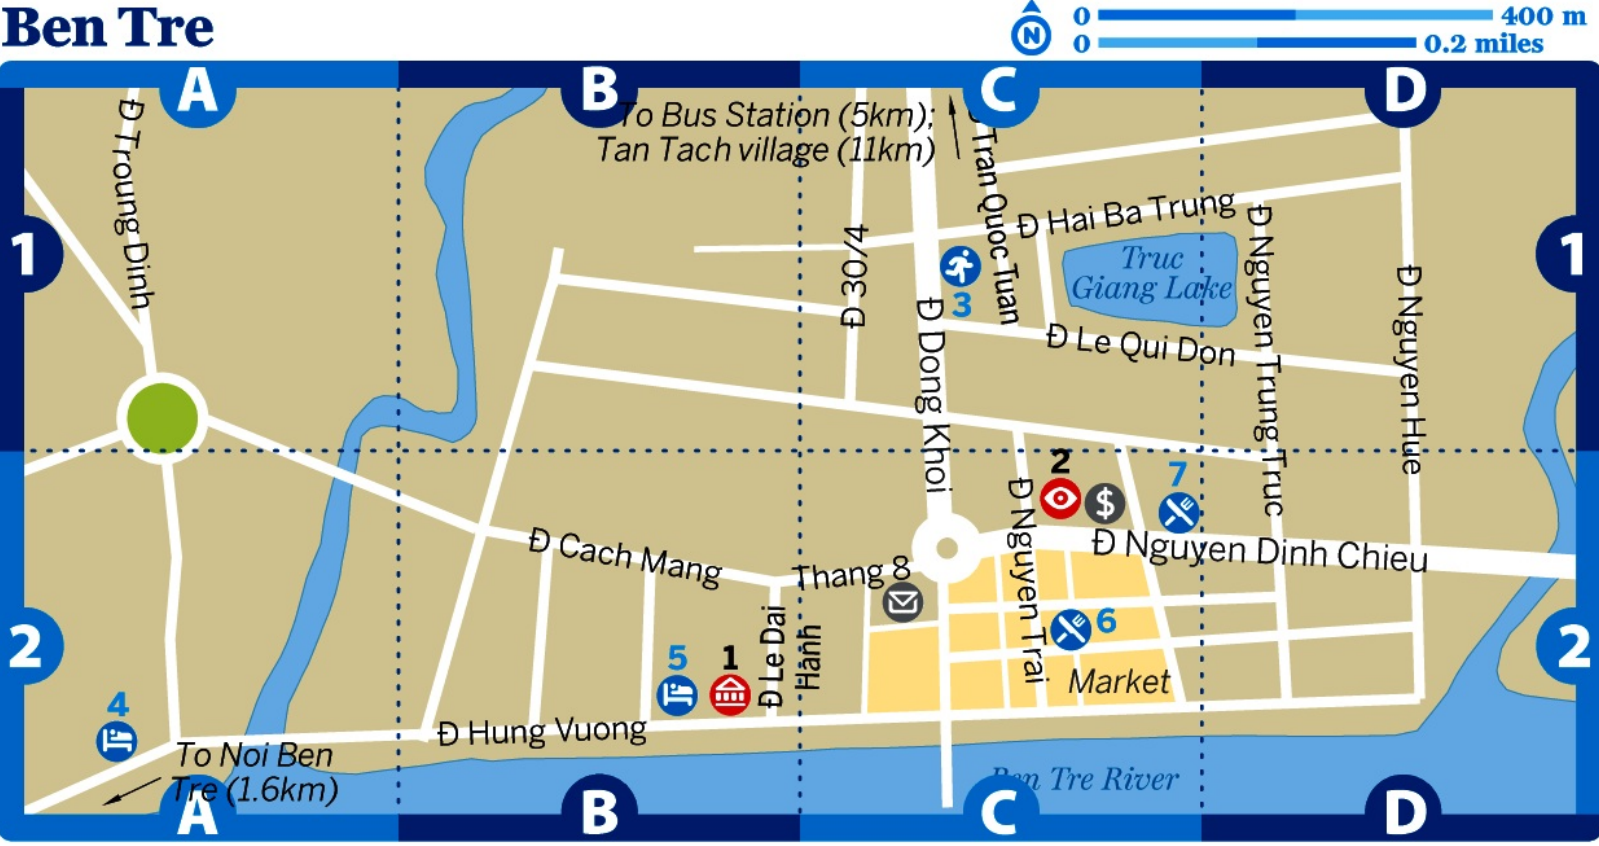 Ben Tre
N
0 400 m
0 0.2 miles
A B C D
To Bus Station (5km);
Tan Tach village (11km)
Đ Troung Dinh
Đ Tran Quoc Tuan
Đ Hai Ba Trung
1 1
Đ 30/4
3
Truc
Giang Lake
Đ Nguyen Trung Truc
Đ Nguyen Hue
Đ Dong Khoi
Đ Le Qui Don
2
$
7
Đ Nguyen Trai
Đ Nguyen Dinh Chieu
Đ Cach Mang Thang 8
Đ Le Dai
Hanh
6
2 2
5
1
Market
4
Đ Hung Vuong
To Noi Ben
Tre (1.6km)
Ben Tre River
A B C D